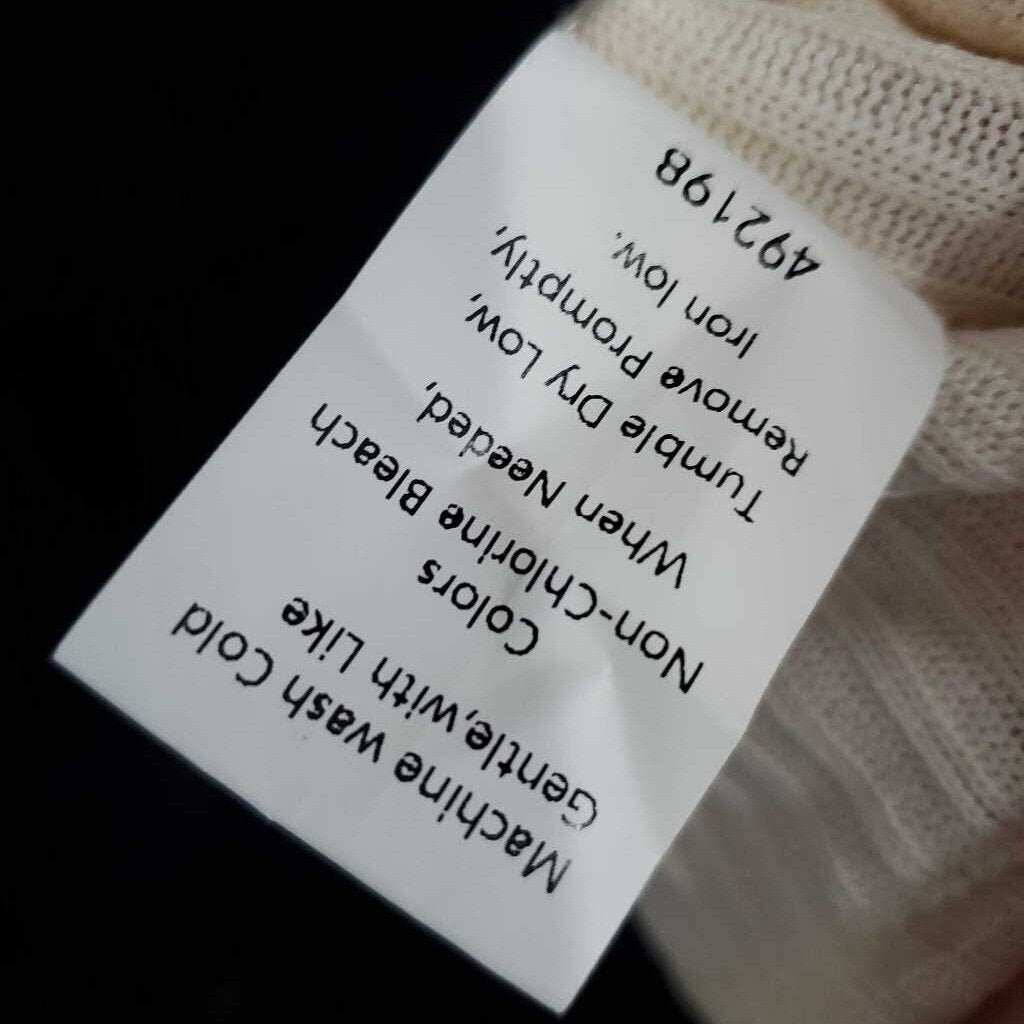 Machine wash Cold
Gentle,with Like
Colors
Non-Chlorine Bleach
When Needed,
Tumble Dry Low,
Remove Promptly,
Iron low.
492198